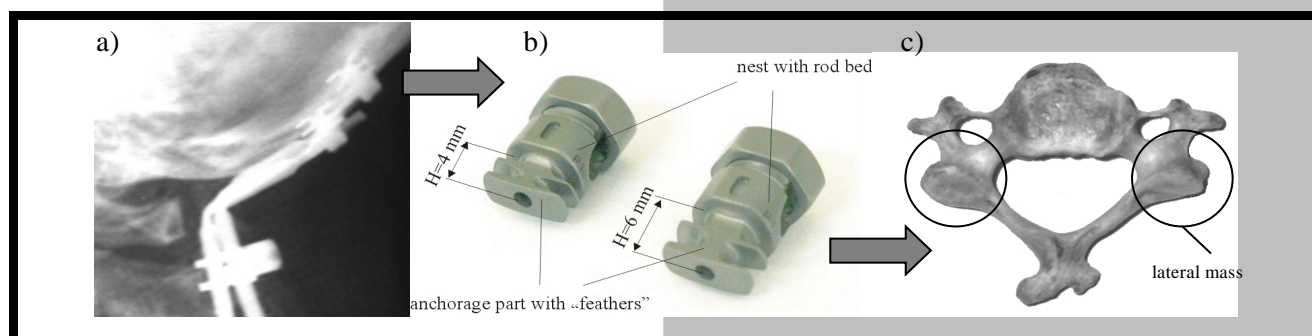 a)
b)
c)
nest with rod bed
H=4 mm
H=6 mm
anchorage part with “feathers”
lateral mass